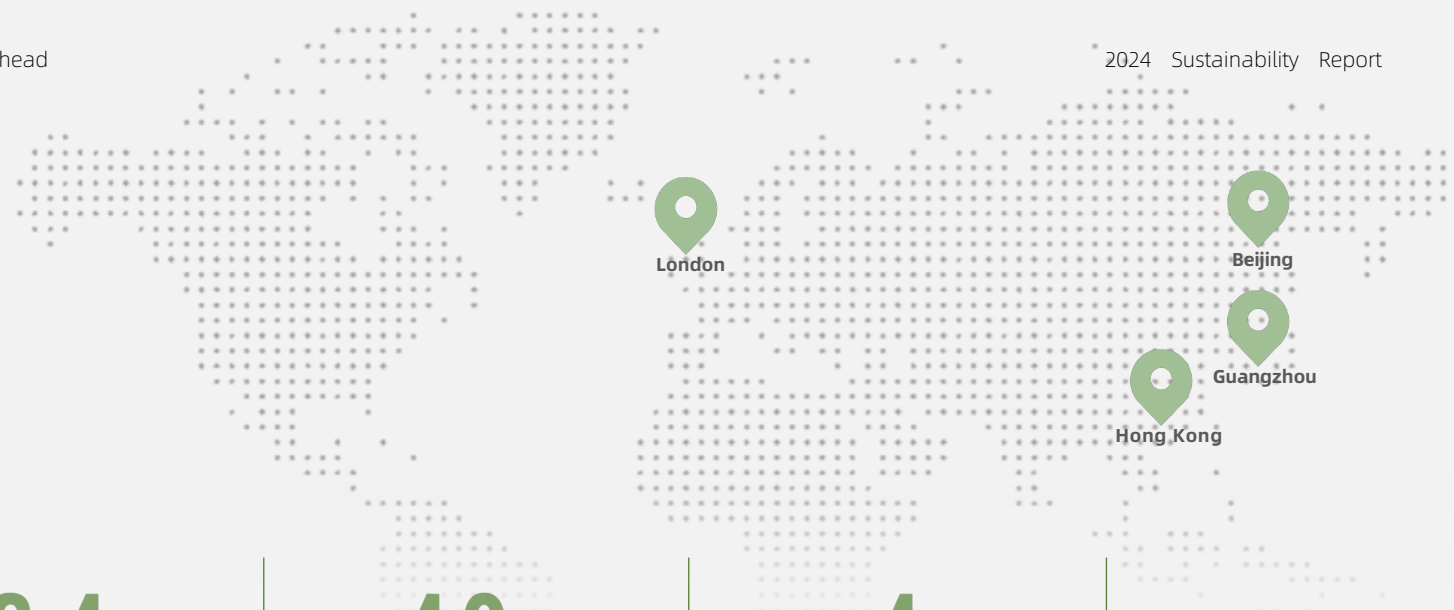 head
2024 Sustainability Report
London
Beijing
Guangzhou
Hong Kong